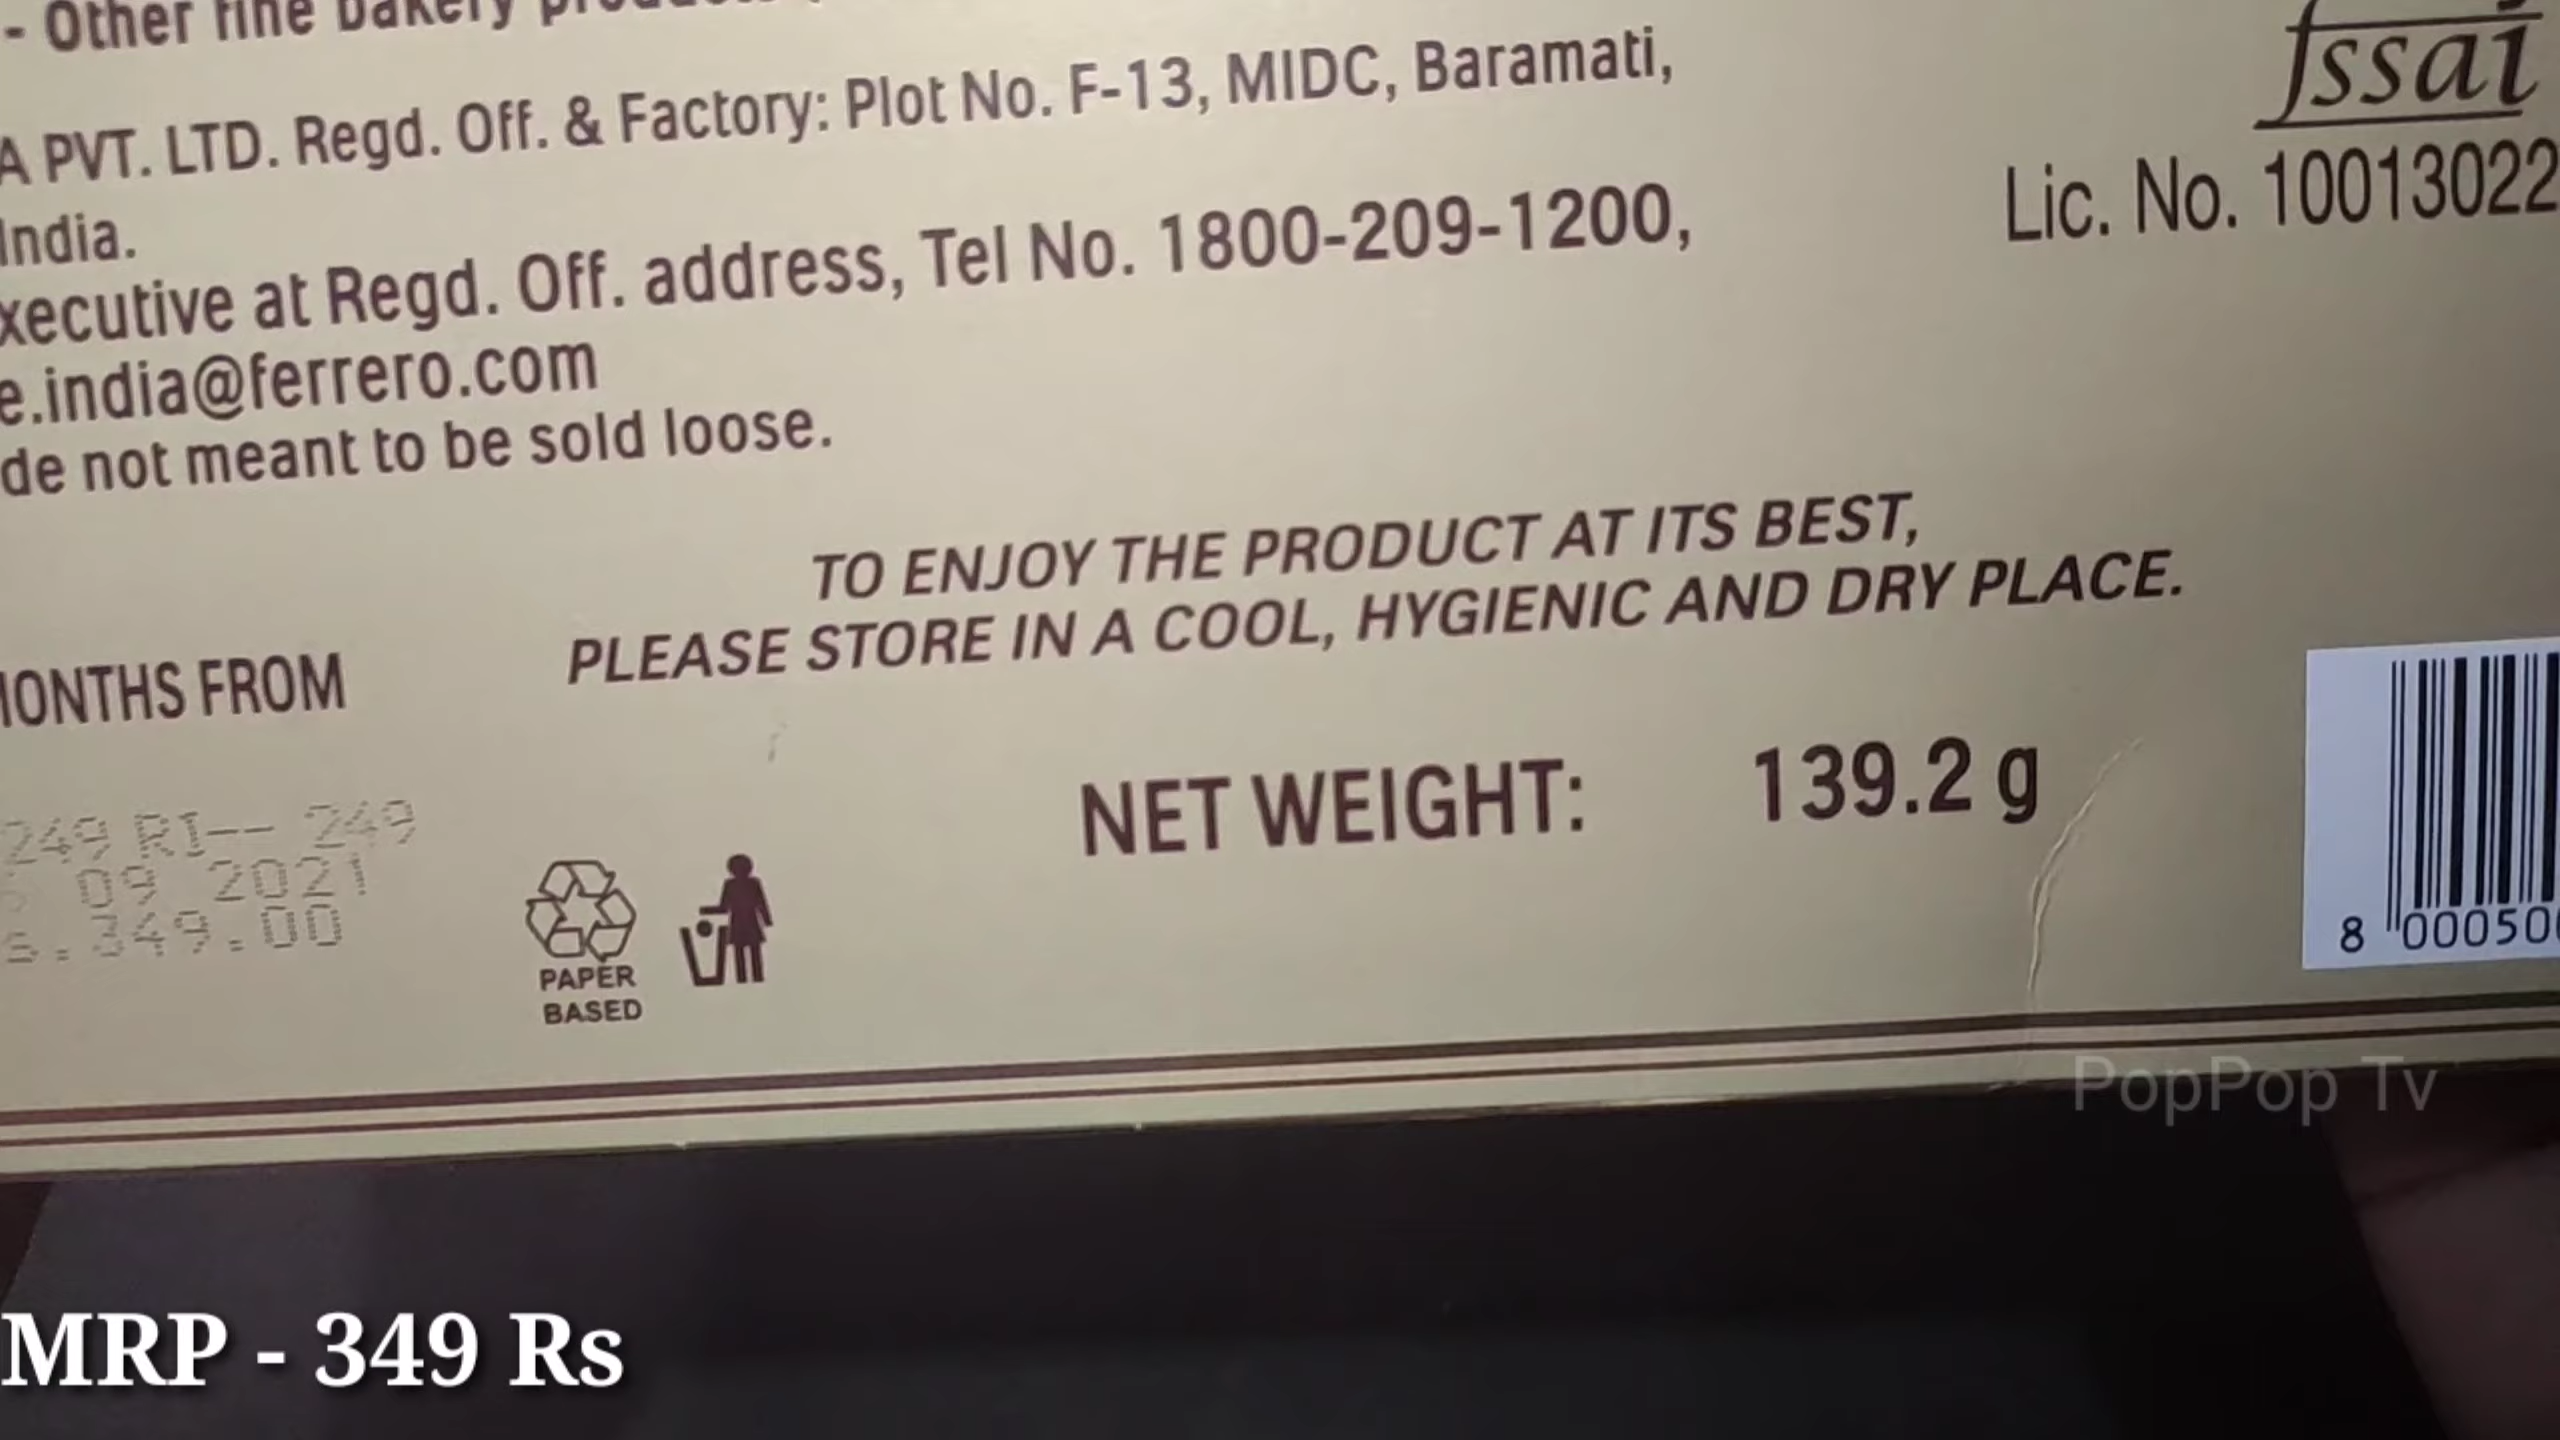 - Other fine bakery
A PVT. LTD. Regd. Off. & Factory: Plot No. F-13, MIDC, Baramati,
India.
xecutive at Regd. Off. address, Tel No. 1800-209-1200,
e.india@ferrero.com
de not meant to be sold loose.
fssai
Lic. No. 10013022
TO ENJOY THE PRODUCT AT ITS BEST,
PLEASE STORE IN A COOL, HYGIENIC AND DRY PLACE.
MONTHS FROM
249 R1-- 249
09 2021
349.00
PAPER
BASED
NET WEIGHT: 139.2 g
8 00050
PopPop Tv
MRP - 349 Rs